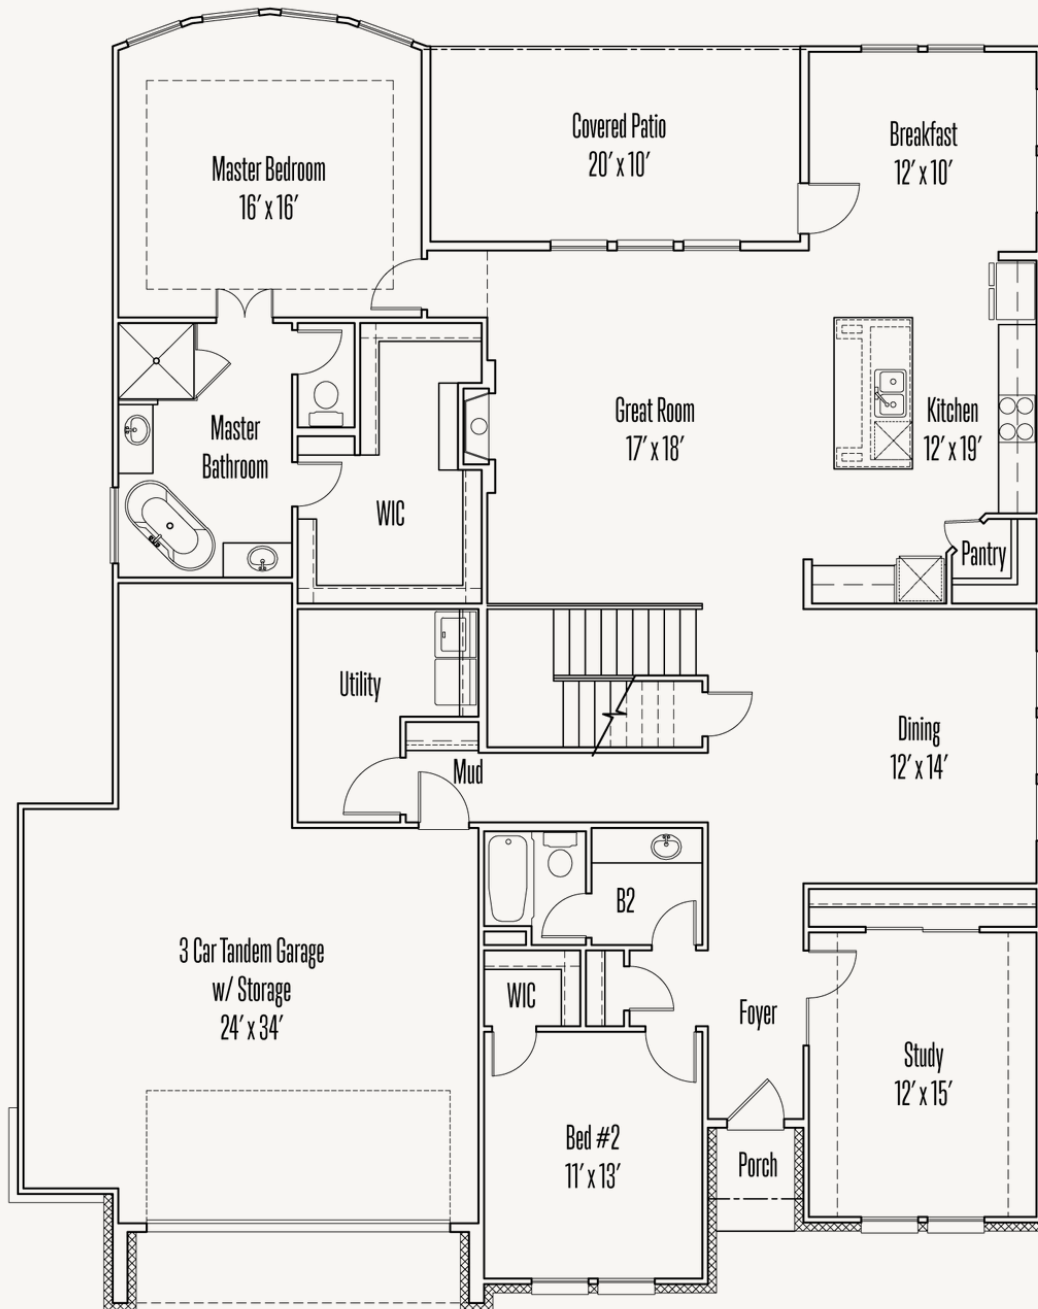 Master Bedroom
16' x 16'
Covered Patio
20' x 10'
Breakfast
12' x 10'
Great Room
17' x 18'
Kitchen
12' x 19'
Master
Bathroom
WIC
Pantry
Utility
Mud
Dining
12' x 14'
B2
3 Car Tandem Garage
w/ Storage
24' x 34'
WIC
Foyer
Study
12' x 15'
Bed #2
11' x 13'
Porch